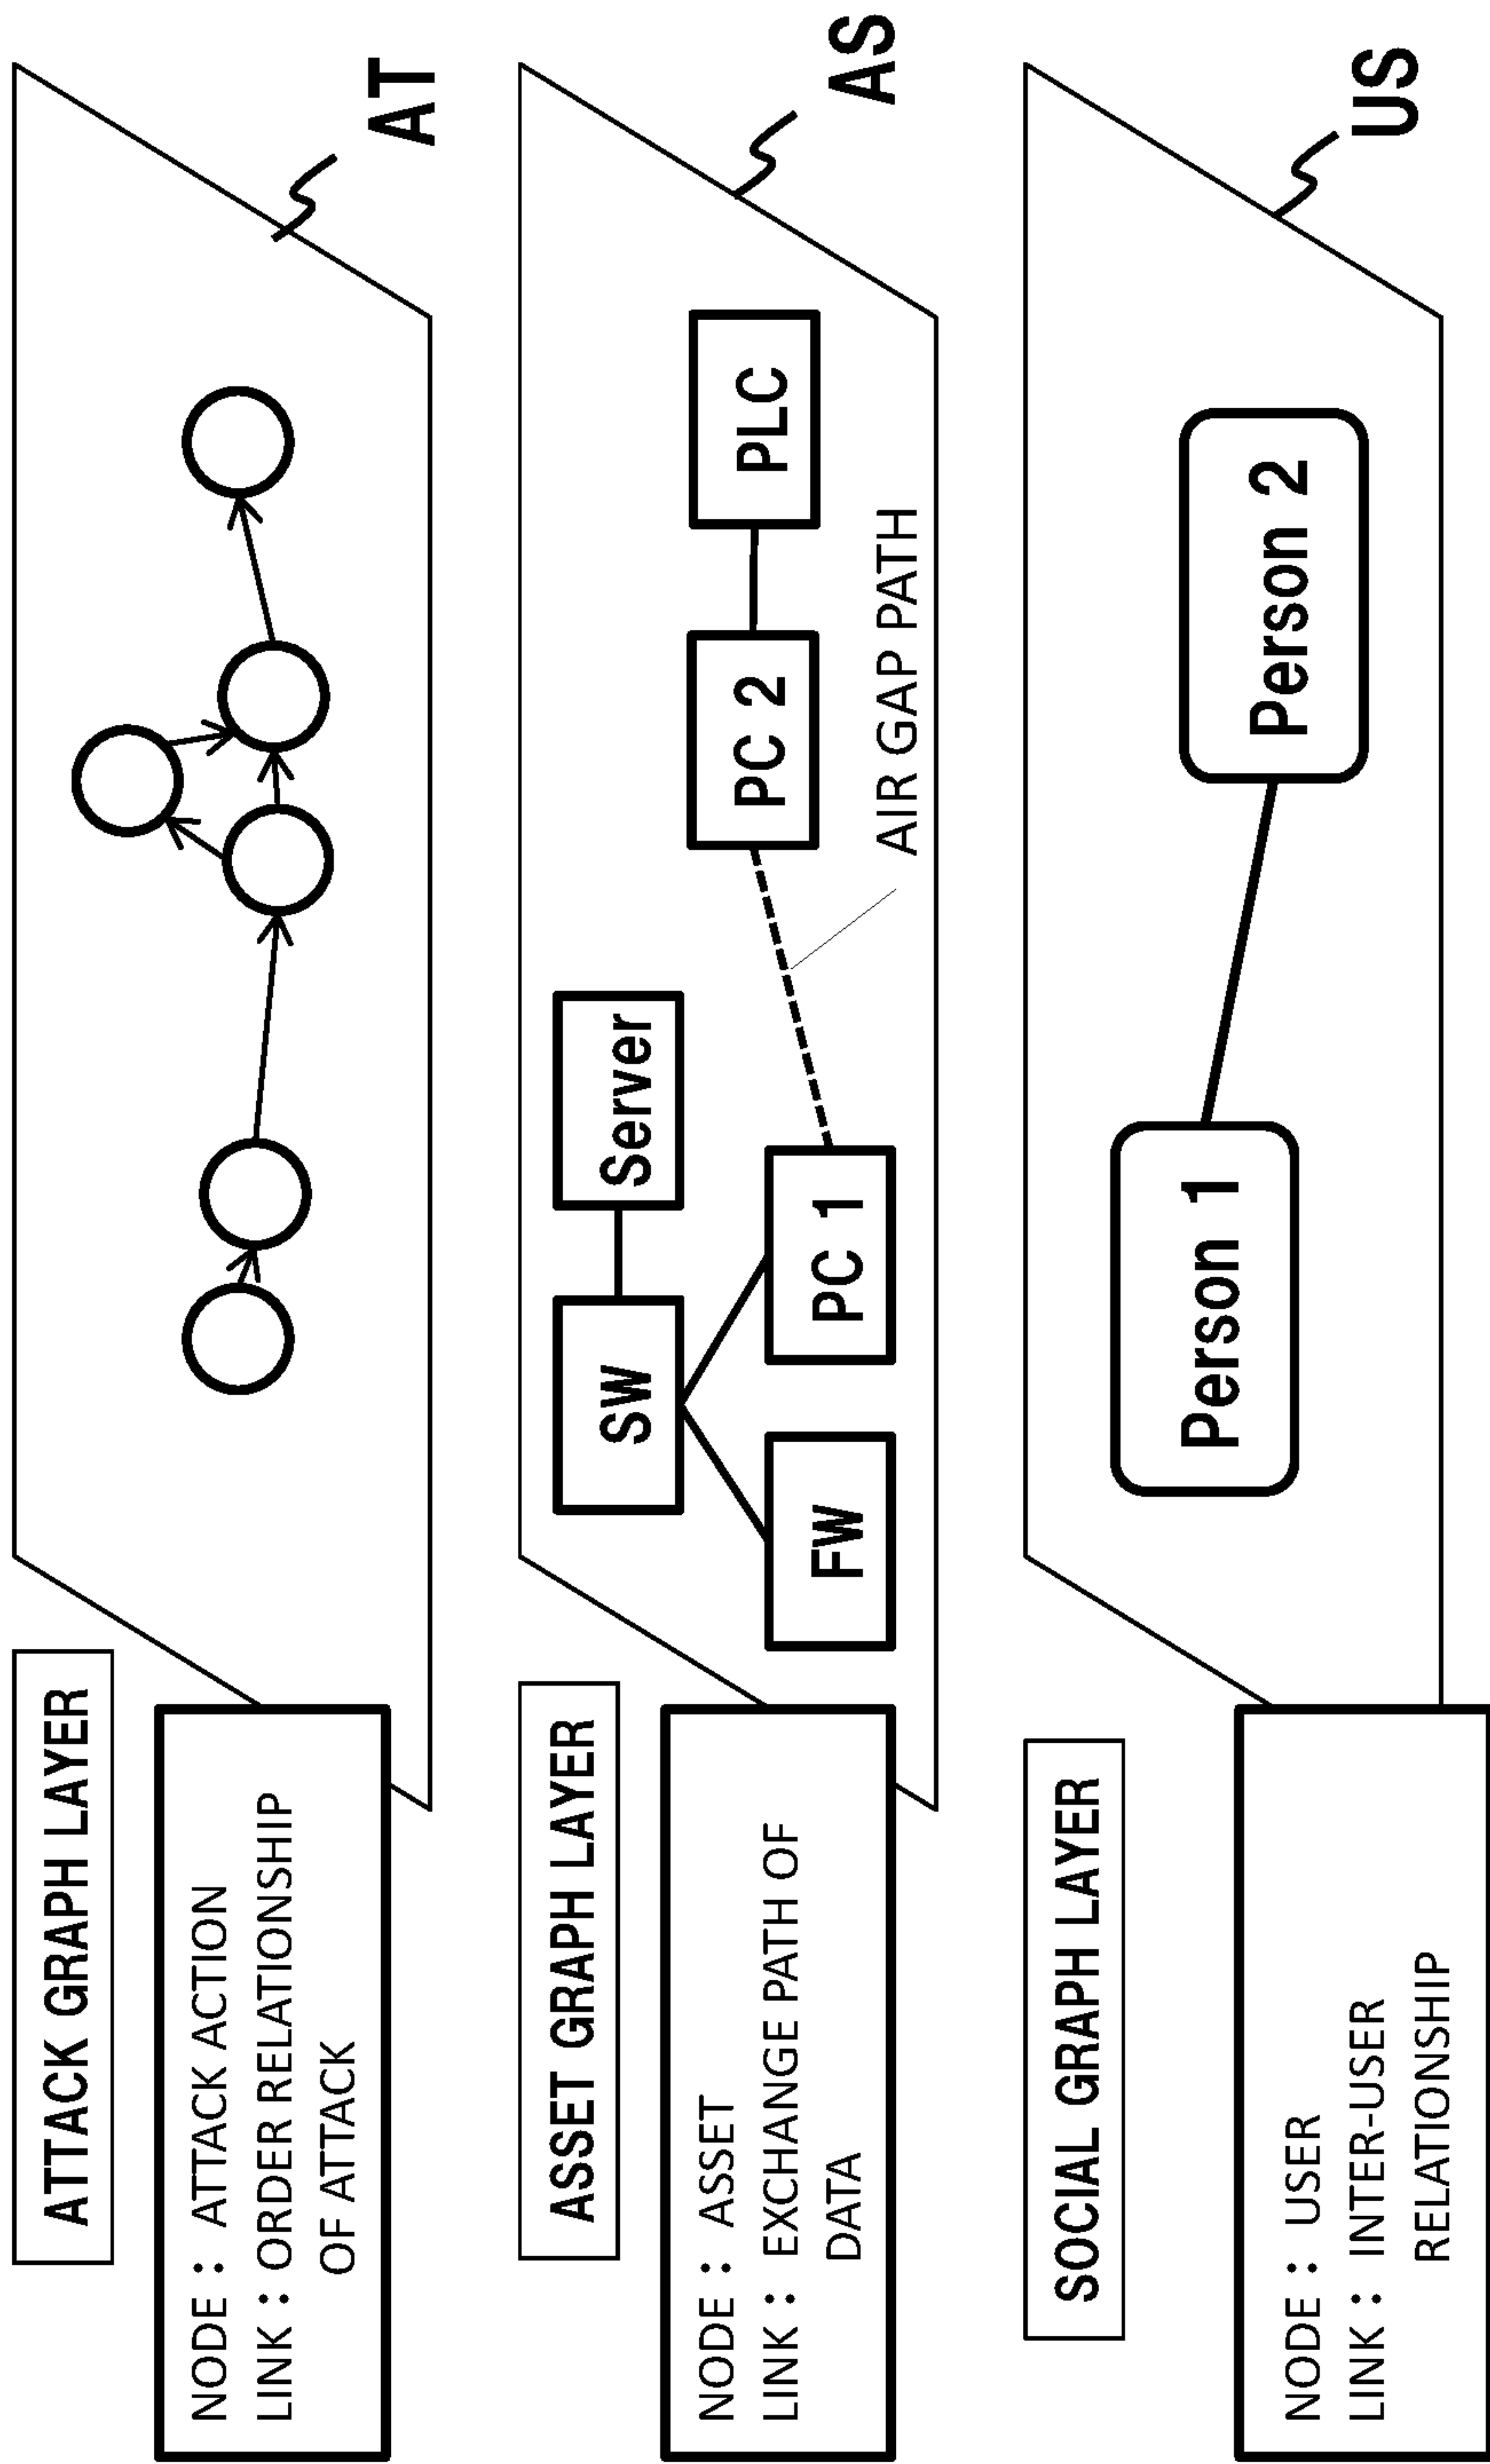 ATTACK GRAPH LAYER
NODE : ATTACK ACTION
LINK : ORDER RELATIONSHIP
OF ATTACK
AT
ASSET GRAPH LAYER
NODE : ASSET
LINK : EXCHANGE PATH OF
DATA
SW
Server
FW
PC 1
PC 2
PLC
AIR GAP PATH
AS
SOCIAL GRAPH LAYER
NODE : USER
LINK : INTER-USER
RELATIONSHIP
Person 1
Person 2
US